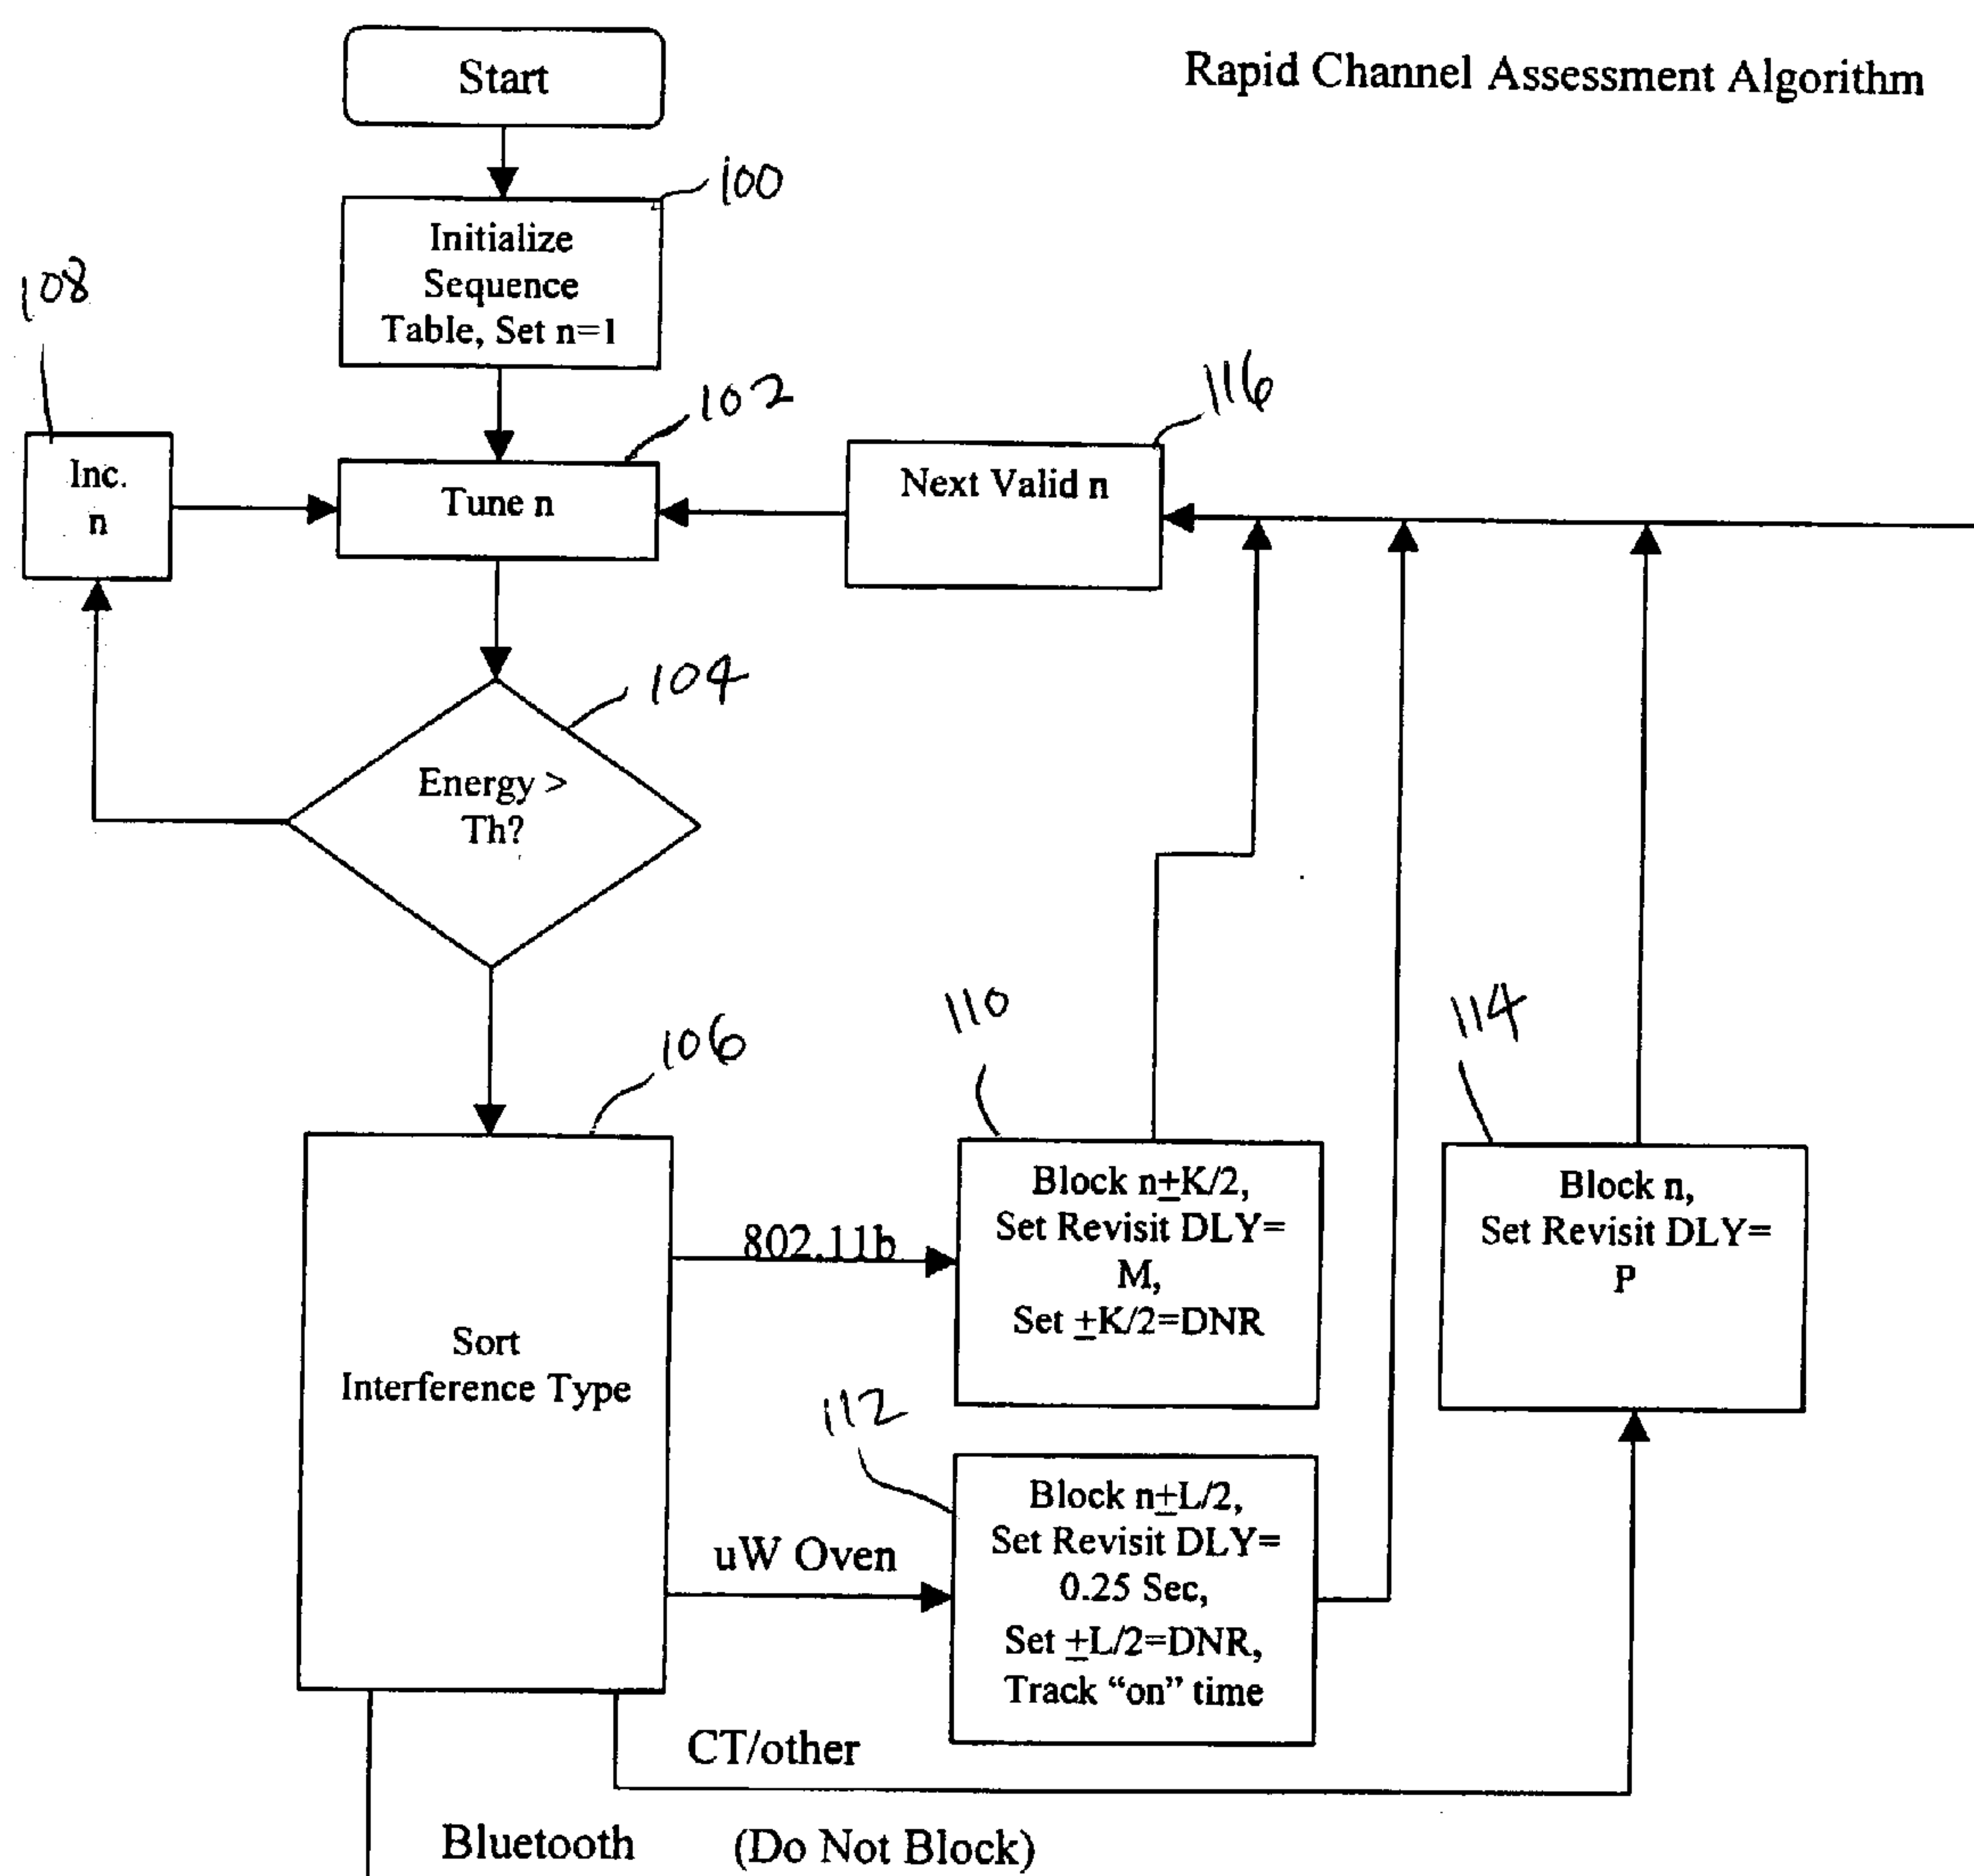 Start
Rapid Channel Assessment Algorithm
100
Initialize
Sequence
Table, Set n=1
108
102
116
Inc.
n
Tune n
Next Valid n
104
Energy >
Th?
106
110
114
Sort
Interference Type
802.11b
Block n±K/2,
Set Revisit DLY=
M,
Set ±K/2=DNR
Block n,
Set Revisit DLY=
P
112
uW Oven
Block n±L/2,
Set Revisit DLY=
0.25 Sec,
Set ±L/2=DNR,
Track “on” time
CT/other
Bluetooth (Do Not Block)